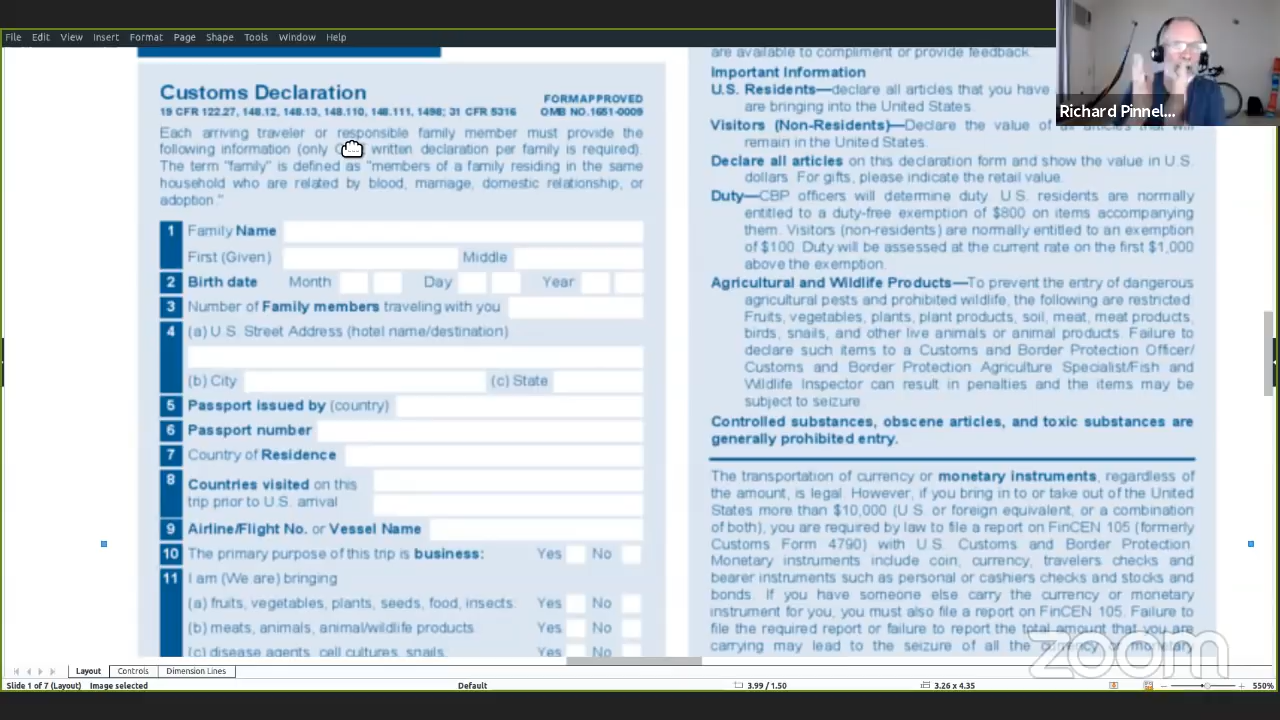 File Edit View Insert Format Page Shape Tools Window Help
Customs Declaration
19 CFR 122.27, 148.12, 148.13, 148.110, 148.111, 1498; 31 CFR 5316
FORM APPROVED
OMB NO. 1651-0009
Each arriving traveler or responsible family member must provide the
following information (only written declaration per family is required).
The term "family" is defined as "members of a family residing in the same
household who are related by blood, marriage, domestic relationship, or
adoption."
1 Family Name
First (Given) Middle
2 Birth date Month Day Year
3 Number of Family members traveling with you
4 (a) U.S. Street Address (hotel name/destination)
(b) City (c) State
5 Passport issued by (country)
6 Passport number
7 Country of Residence
8 Countries visited on this
trip prior to U.S. arrival
9 Airline/Flight No. or Vessel Name
10 The primary purpose of this trip is business: Yes No
11 I am (We are) bringing
(a) fruits, vegetables, plants, seeds, food, insects: Yes No
(b) meats, animals, animal/wildlife products Yes No
(c) disease agents, cell cultures, snails: Yes No
are available to compliment or provide feedback.
Important Information
U.S. Residents—declare all articles that you have
are bringing into the United States.
Visitors (Non-Residents)—Declare the value of all articles that will
remain in the United States.
Declare all articles on this declaration form and show the value in U.S.
dollars. For gifts, please indicate the retail value.
Duty—CBP officers will determine duty. U.S. residents are normally
entitled to a duty-free exemption of $800 on items accompanying
them. Visitors (non-residents) are normally entitled to an exemption
of $100. Duty will be assessed at the current rate on the first $1,000
above the exemption.
Agricultural and Wildlife Products—To prevent the entry of dangerous
agricultural pests and prohibited wildlife, the following are restricted:
Fruits, vegetables, plants, plant products, soil, meat, meat products,
birds, snails, and other live animals or animal products. Failure to
declare such items to a Customs and Border Protection Officer/
Customs and Border Protection Agriculture Specialist/Fish and
Wildlife Inspector can result in penalties and the items may be
subject to seizure.
Controlled substances, obscene articles, and toxic substances are
generally prohibited entry.
The transportation of currency or monetary instruments, regardless of
the amount, is legal. However, if you bring in to or take out of the United
States more than $10,000 (U.S. or foreign equivalent, or a combination
of both), you are required by law to file a report on FinCEN 105 (formerly
Customs Form 4790) with U.S. Customs and Border Protection.
Monetary instruments include coin, currency, travelers checks and
bearer instruments such as personal or cashiers checks and stocks and
bonds. If you have someone else carry the currency or monetary
instrument for you, you must also file a report on FinCEN 105. Failure to
file the required report or failure to report the total amount that you are
carrying may lead to the seizure of all the currency or monetary
Richard Pinnel...
zoom
Layout Controls Dimension Lines
Slide 1 of 7 (Layout) Image selected Default 3.99 / 1.50 3.26 x 4.35 550%